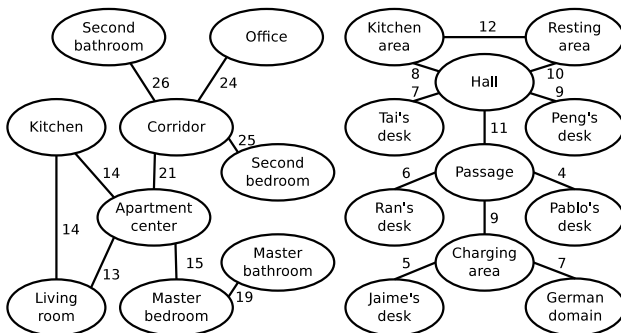 Second
bathroom
Office
26
24
Kitchen
Corridor
25
Second
bedroom
14
21
Apartment
center
14
13
15
Master
bathroom
19
Living
room
Master
bedroom
Kitchen
area
12
Resting
area
8
10
Hall
7
9
Tai's
desk
Peng's
desk
11
Passage
6
4
Ran's
desk
Pablo's
desk
9
Charging
area
5
7
Jaime's
desk
German
domain